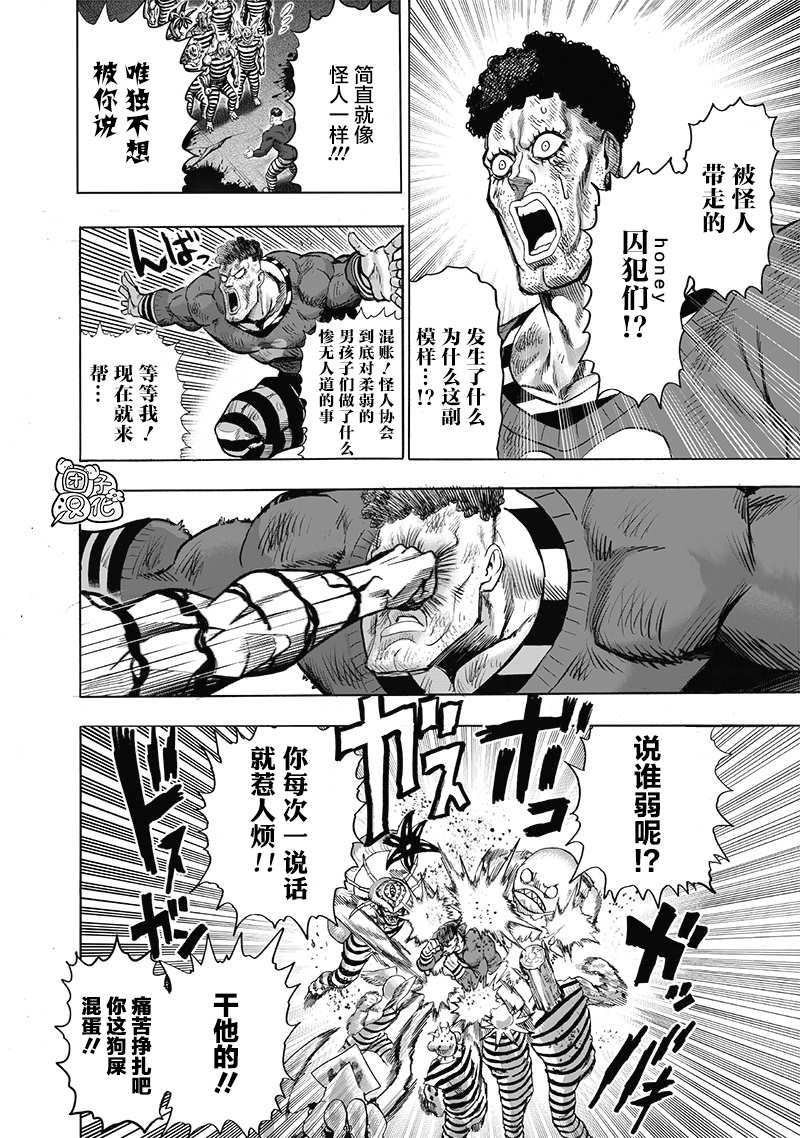 被怪人
带走的
honey
囚犯们!?
发生了什么
为什么这副
模样…!?
简直就像
怪人一样!!!
唯独不想
被你说
んばっ
混账！怪人协会
到底对柔弱的
男孩子们做了什么
惨无人道的事
等等我！
现在就来
帮…
团子
汉化
说谁弱呢!?
ボコ
ガス
你每次一说话
就惹人烦!!
ドス
ガン
ドカ
干他的!!
痛苦挣扎吧
你这狗屎
混蛋!!